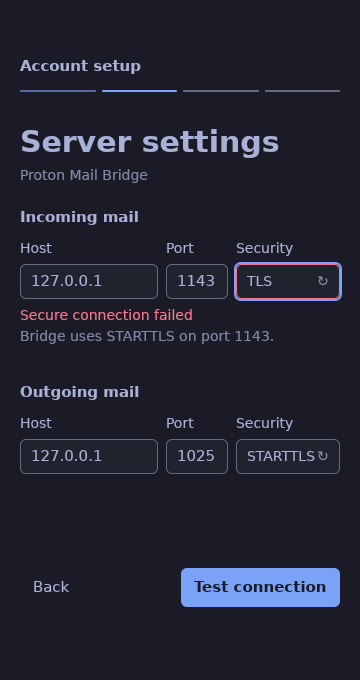 Account setup
Server settings
Proton Mail Bridge
Incoming mail
Host Port Security
127.0.0.1 1143 TLS ↻
Secure connection failed
Bridge uses STARTTLS on port 1143.
Outgoing mail
Host Port Security
127.0.0.1 1025 STARTTLS ↻
Back Test connection